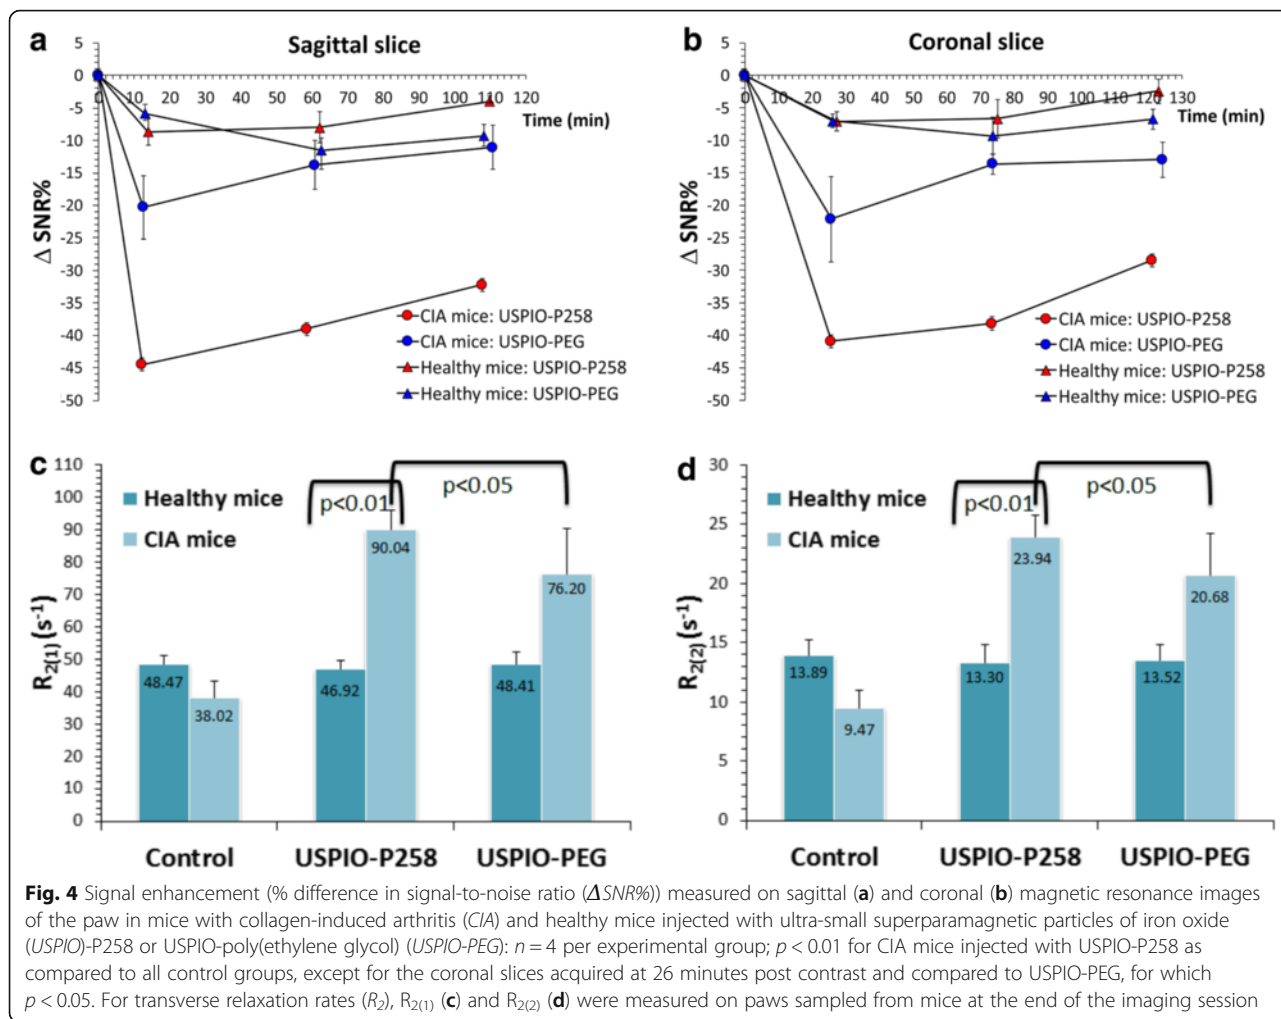 a
Sagittal slice
5
0
-5
-10
-15
-20
-25
-30
-35
-40
-45
-50
Δ SNR%
0 10 20 30 40 50 60 70 80 90 100 110 120
Time (min)
CIA mice: USPIO-P258
CIA mice: USPIO-PEG
Healthy mice: USPIO-P258
Healthy mice: USPIO-PEG
b
Coronal slice
5
0
-5
-10
-15
-20
-25
-30
-35
-40
-45
-50
Δ SNR%
0 10 20 30 40 50 60 70 80 90 100 110 120 130
Time (min)
CIA mice: USPIO-P258
CIA mice: USPIO-PEG
Healthy mice: USPIO-P258
Healthy mice: USPIO-PEG
c
110
100
90
80
70
60
50
40
30
20
10
0
R2(1) (s-1)
Healthy mice
CIA mice
p<0.01
p<0.05
48.47
38.02
46.92
90.04
48.41
76.20
Control USPIO-P258 USPIO-PEG
d
30
25
20
15
10
5
0
R2(2) (s-1)
Healthy mice
CIA mice
p<0.01
p<0.05
13.89
9.47
13.30
23.94
13.52
20.68
Control USPIO-P258 USPIO-PEG
Fig. 4 Signal enhancement (% difference in signal-to-noise ratio (ΔSNR%)) measured on sagittal (a) and coronal (b) magnetic resonance images
of the paw in mice with collagen-induced arthritis (CIA) and healthy mice injected with ultra-small superparamagnetic particles of iron oxide
(USPIO)-P258 or USPIO-poly(ethylene glycol) (USPIO-PEG): n = 4 per experimental group; p < 0.01 for CIA mice injected with USPIO-P258 as
compared to all control groups, except for the coronal slices acquired at 26 minutes post contrast and compared to USPIO-PEG, for which
p < 0.05. For transverse relaxation rates (R2), R2(1) (c) and R2(2) (d) were measured on paws sampled from mice at the end of the imaging session